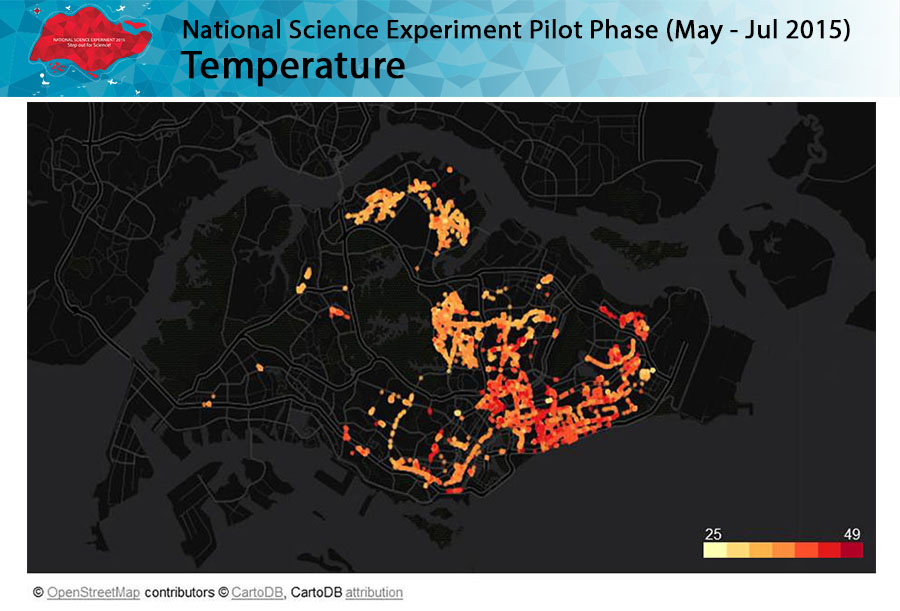 NATIONAL SCIENCE EXPERIMENT 2015
Step out for Science!
National Science Experiment Pilot Phase (May - Jul 2015)
Temperature
25 49
© OpenStreetMap contributors © CartoDB, CartoDB attribution